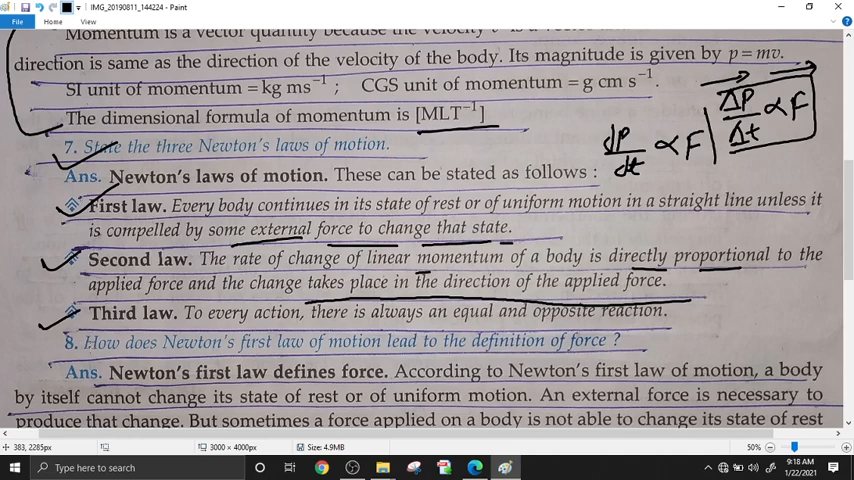 IMG_20190811_144224 - Paint
File Home View
Momentum is a vector quantity because the velocity
direction is same as the direction of the velocity of the body. Its magnitude is given by p = mv.
SI unit of momentum = kg ms⁻¹ ; CGS unit of momentum = g cm s⁻¹.
The dimensional formula of momentum is [MLT⁻¹]
dP/dt ∝ F | ΔP/Δt ∝ F
7. State the three Newton's laws of motion.
Ans. Newton's laws of motion. These can be stated as follows :
First law. Every body continues in its state of rest or of uniform motion in a straight line unless it
is compelled by some external force to change that state.
Second law. The rate of change of linear momentum of a body is directly proportional to the
applied force and the change takes place in the direction of the applied force.
Third law. To every action, there is always an equal and opposite reaction.
8. How does Newton's first law of motion lead to the definition of force ?
Ans. Newton's first law defines force. According to Newton's first law of motion, a body
by itself cannot change its state of rest or of uniform motion. An external force is necessary to
produce that change. But sometimes a force applied on a body is not able to change its state of rest
383, 2285px 3000 × 4000px Size: 4.9MB 50%
Type here to search
9:18 AM
1/22/2021